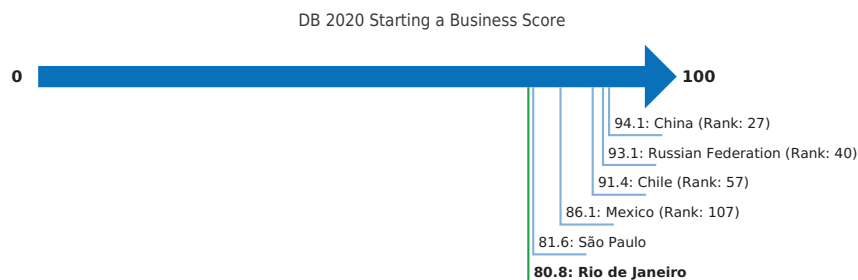 DB 2020 Starting a Business Score
0
100
94.1: China (Rank: 27)
93.1: Russian Federation (Rank: 40)
91.4: Chile (Rank: 57)
86.1: Mexico (Rank: 107)
81.6: São Paulo
80.8: Rio de Janeiro